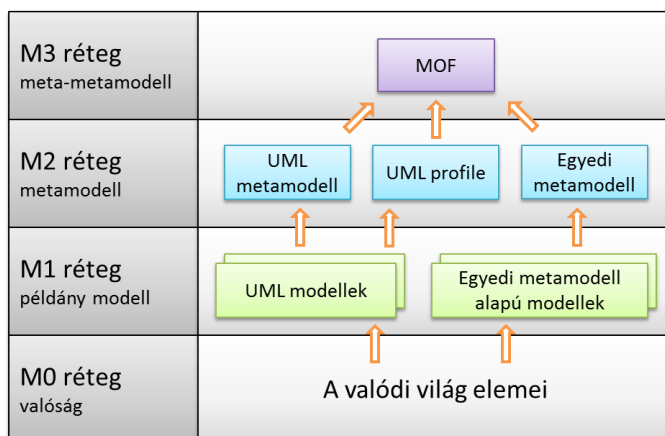 M3 réteg
meta-metamodell
MOF
M2 réteg
metamodell
UML
metamodell
UML profile
Egyedi
metamodell
M1 réteg
példány modell
UML modellek
Egyedi metamodell
alapú modellek
M0 réteg
valóság
A valódi világ elemei